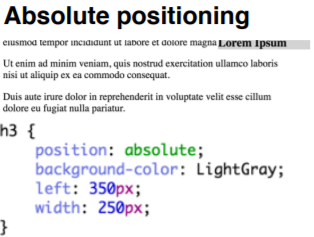 Absolute positioning
eiusmod tempor incididunt ut labore et dolore magna Lorem Ipsum
Ut enim ad minim veniam, quis nostrud exercitation ullamco laboris
nisi ut aliquip ex ea commodo consequat.
Duis aute irure dolor in reprehenderit in voluptate velit esse cillum
dolore eu fugiat nulla pariatur.
h3 {
position: absolute;
background-color: LightGray;
left: 350px;
width: 250px;
}